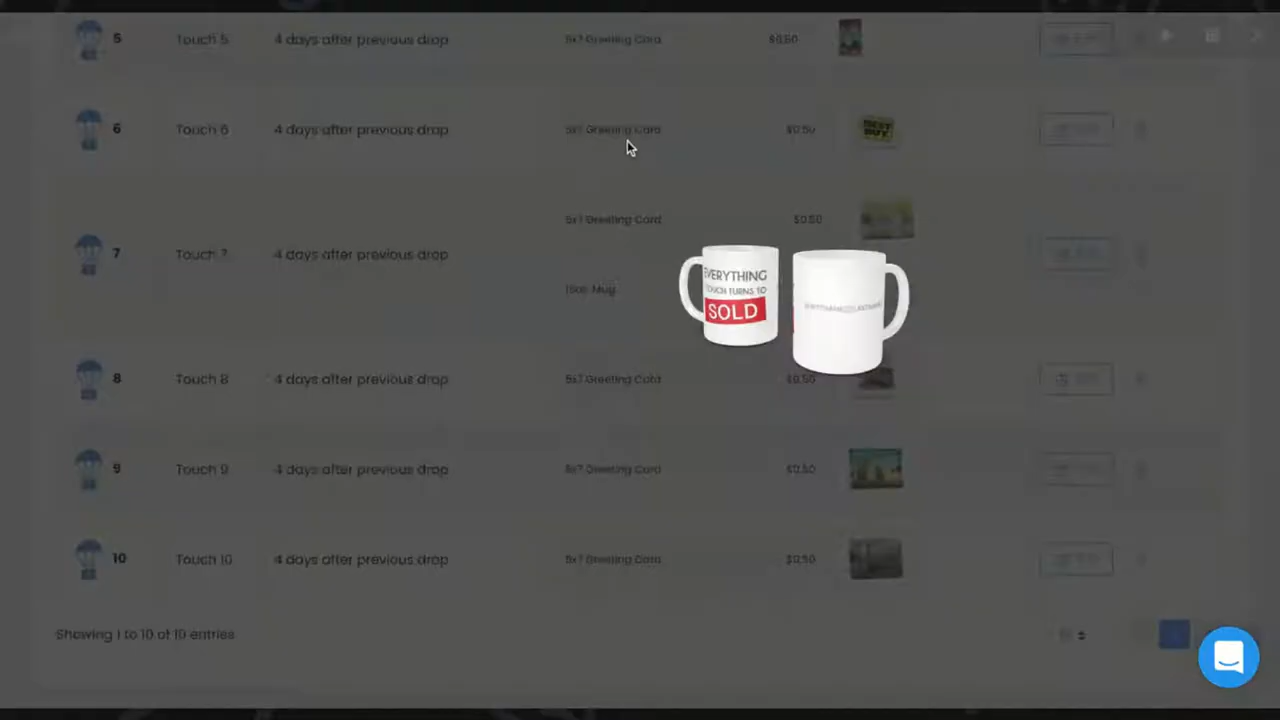 5 Touch 5 4 days after previous drop 5x7 Greeting Card $0.50
6 Touch 6 4 days after previous drop 5x7 Greeting Card $0.50
BEST
BUY
5x7 Greeting Card $0.50
7 Touch 7 4 days after previous drop
15oz Mug
EVERYTHING
TOUCH TURNS TO
SOLD
8 Touch 8 4 days after previous drop 5x7 Greeting Card $0.50
9 Touch 9 4 days after previous drop 5x7 Greeting Card $0.50
10 Touch 10 4 days after previous drop 5x7 Greeting Card $0.50
Showing 1 to 10 of 10 entries